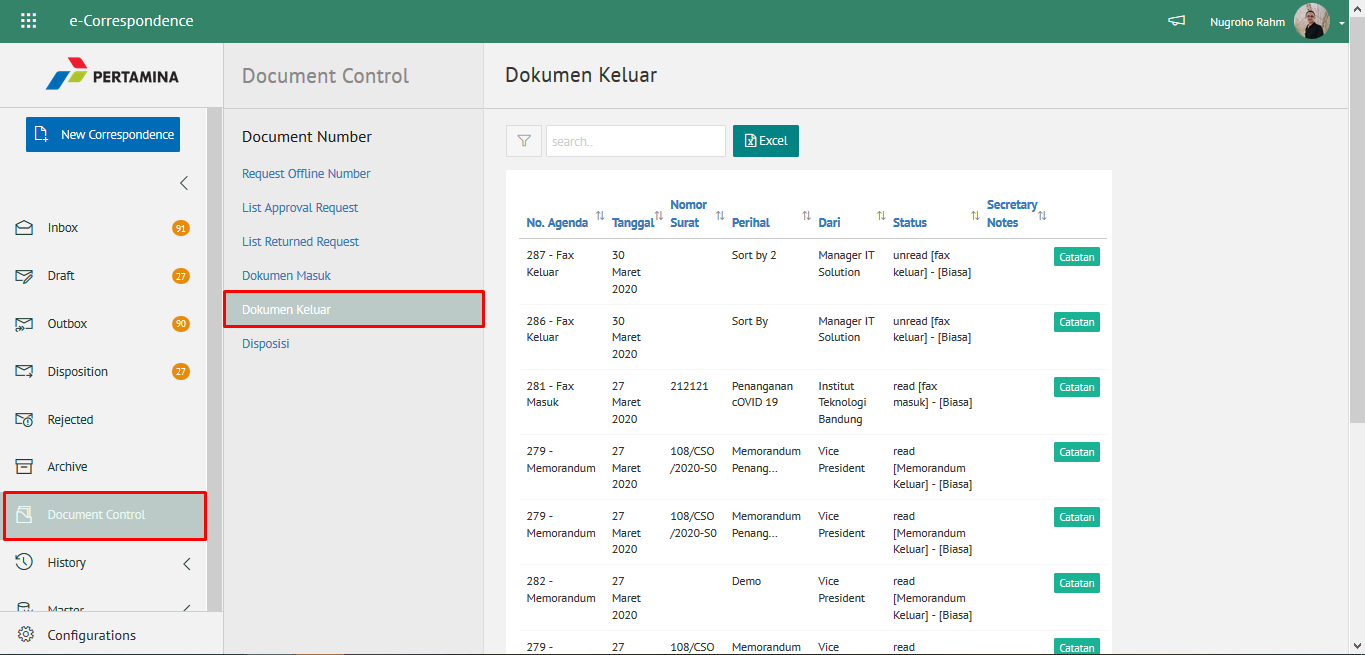 e-Correspondence
Nugroho Rahm
PERTAMINA
Document Control
Dokumen Keluar
New Correspondence
Inbox 91
Draft 27
Outbox 90
Disposition 27
Rejected
Archive
Document Control
History
Master
Configurations
Document Number
Request Offline Number
List Approval Request
List Returned Request
Dokumen Masuk
Dokumen Keluar
Disposisi
search..
Excel
No. Agenda Tanggal Nomor Surat Perihal Dari Status Secretary Notes
287 - Fax 30 Sort by 2 Manager IT unread [fax Catatan
Keluar Maret Solution keluar] - [Biasa]
2020
286 - Fax 30 Sort By Manager IT unread [fax Catatan
Keluar Maret Solution keluar] - [Biasa]
2020
281 - Fax 27 212121 Penanganan Institut read [fax Catatan
Masuk Maret cOVID 19 Teknologi masuk] - [Biasa]
2020 Bandung
279 - 27 108/CSO Memorandum Vice read Catatan
Memorandum Maret /2020-S0 Penang... President [Memorandum
2020 Keluar] - [Biasa]
279 - 27 108/CSO Memorandum Vice read Catatan
Memorandum Maret /2020-S0 Penang... President [Memorandum
2020 Keluar] - [Biasa]
282 - 27 Demo Vice read Catatan
Memorandum Maret President [Memorandum
2020 Keluar] - [Biasa]
279 - 27 108/CSO Memorandum Vice read Catatan